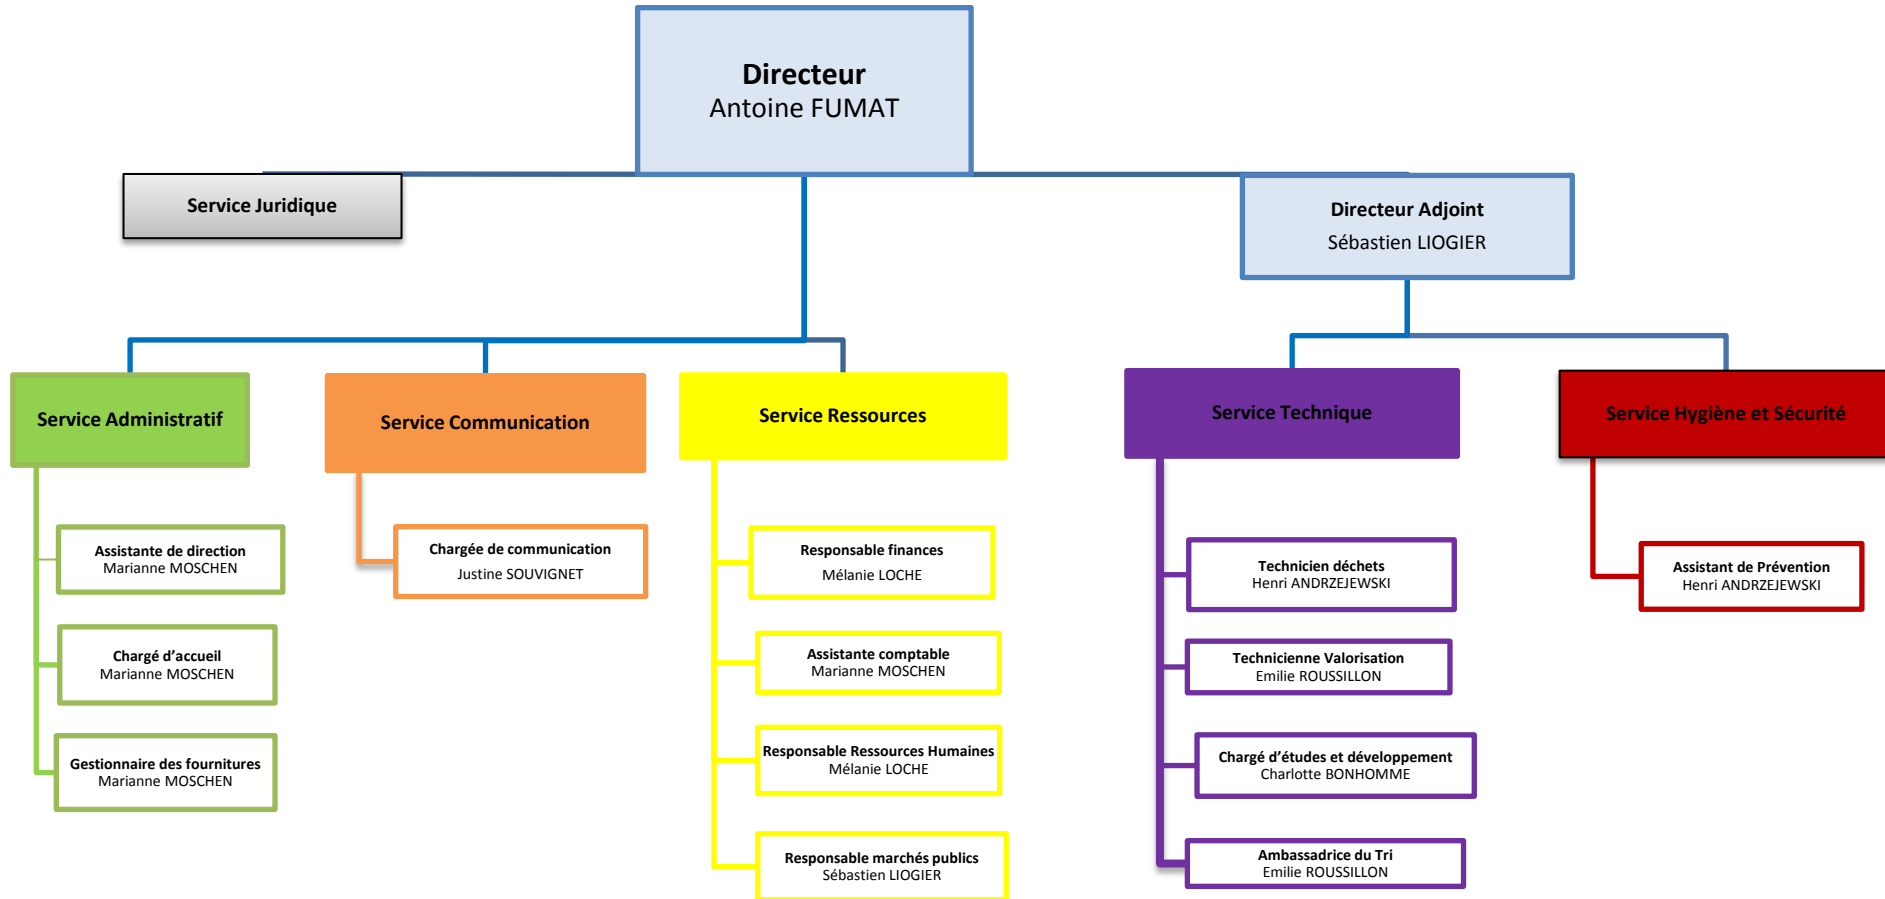 Directeur
Antoine FUMAT
Service Juridique
Directeur Adjoint
Sébastien LIOGIER
Service Administratif
Service Communication
Service Ressources
Service Technique
Service Hygiène et Sécurité
Assistante de direction
Marianne MOSCHEN
Chargé d’accueil
Marianne MOSCHEN
Gestionnaire des fournitures
Marianne MOSCHEN
Chargée de communication
Justine SOUVIGNET
Responsable finances
Mélanie LOCHE
Assistante comptable
Marianne MOSCHEN
Responsable Ressources Humaines
Mélanie LOCHE
Responsable marchés publics
Sébastien LIOGIER
Technicien déchets
Henri ANDRZEJEWSKI
Technicienne Valorisation
Emilie ROUSSILLON
Chargé d’études et développement
Charlotte BONHOMME
Ambassadrice du Tri
Emilie ROUSSILLON
Assistant de Prévention
Henri ANDRZEJEWSKI